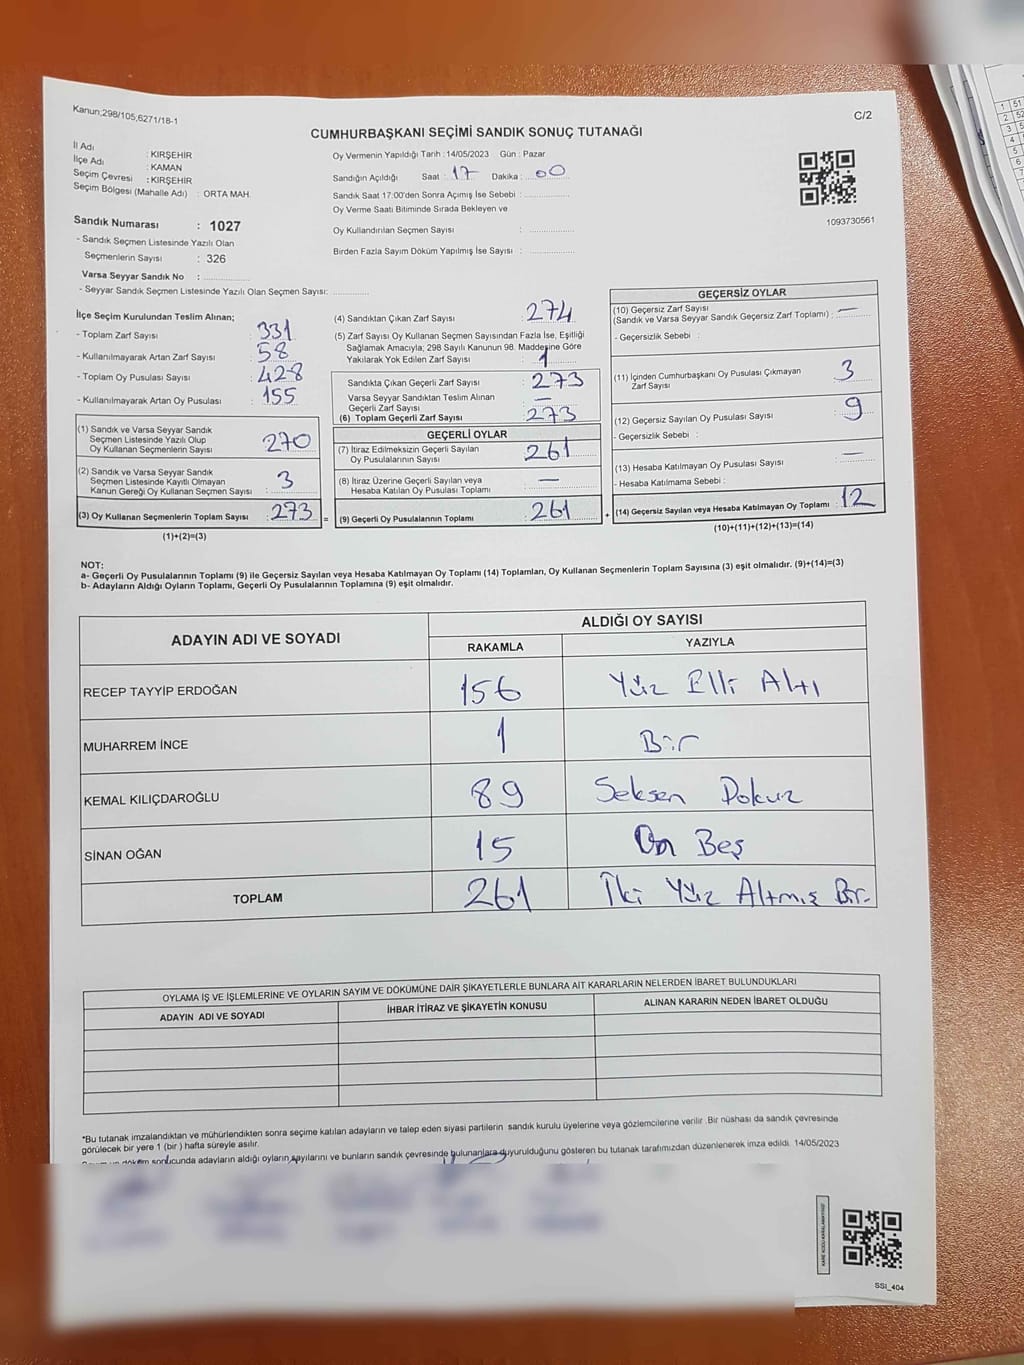 Kanun;298/105,6271/18-1
C/2
CUMHURBAŞKANI SEÇİMİ SANDIK SONUÇ TUTANAĞI
İl Adı : KIRŞEHİR
İlçe Adı : KAMAN
Seçim Çevresi : KIRŞEHİR
Seçim Bölgesi (Mahalle Adı) : ORTA MAH.
Sandık Numarası : 1027
- Sandık Seçmen Listesinde Yazılı Olan
Seçmenlerin Sayısı : 326
Varsa Seyyar Sandık No : ................
- Seyyar Sandık Seçmen Listesinde Yazılı Olan Seçmen Sayısı: ............
Oy Vermenin Yapıldığı Tarih : 14/05/2023 Gün : Pazar
Sandığın Açıldığı Saat : 17 Dakika : 00
Sandık Saat 17:00'den Sonra Açımış İse Sebebi : ................
Oy Verme Saati Bitiminde Sırada Bekleyen ve
Oy Kullandırılan Seçmen Sayısı : ................
Birden Fazla Sayım Döküm Yapılmış İse Sayısı : ................
1093730561
İlçe Seçim Kurulundan Teslim Alınan;
- Toplam Zarf Sayısı : 331
- Kullanılmayarak Artan Zarf Sayısı : 58
- Toplam Oy Pusulası Sayısı : 428
- Kullanılmayarak Artan Oy Pusulası : 155
(1) Sandık ve Varsa Seyyar Sandık
Seçmen Listesinde Yazılı Olup
Oy Kullanan Seçmenlerin Sayısı : 270
(2) Sandık ve Varsa Seyyar Sandık
Seçmen Listesinde Kayıtlı Olmayan
Kanun Gereği Oy Kullanan Seçmen Sayısı : 3
(3) Oy Kullanan Seçmenlerin Toplam Sayısı : 273 =
(1)+(2)=(3)
(4) Sandıktan Çıkan Zarf Sayısı : 274
(5) Zarf Sayısı Oy Kullanan Seçmen Sayısından Fazla İse, Eşitliği
Sağlamak Amacıyla; 298 Sayılı Kanunun 98. Maddesine Göre
Yakılarak Yok Edilen Zarf Sayısı : 1
Sandıkta Çıkan Geçerli Zarf Sayısı : 273
Varsa Seyyar Sandıktan Teslim Alınan
Geçerli Zarf Sayısı : —
(6) Toplam Geçerli Zarf Sayısı : 273
GEÇERLİ OYLAR
(7) İtiraz Edilmeksizin Geçerli Sayılan
Oy Pusulalarının Sayısı : 261
(8) İtiraz Üzerine Geçerli Sayılan veya
Hesaba Katılan Oy Pusulası Toplamı : —
(9) Geçerli Oy Pusulalarının Toplamı : 261 +
GEÇERSİZ OYLAR
(10) Geçersiz Zarf Sayısı
(Sandık ve Varsa Seyyar Sandık Geçersiz Zarf Toplamı) : —
- Geçersizlik Sebebi :
(11) İçinden Cumhurbaşkanı Oy Pusulası Çıkmayan
Zarf Sayısı : 3
(12) Geçersiz Sayılan Oy Pusulası Sayısı : 9
- Geçersizlik Sebebi :
(13) Hesaba Katılmayan Oy Pusulası Sayısı : —
- Hesaba Katılmama Sebebi :
(14) Geçersiz Sayılan veya Hesaba Katılmayan Oy Toplamı : 12
(10)+(11)+(12)+(13)=(14)
NOT:
a- Geçerli Oy Pusulalarının Toplamı (9) ile Geçersiz Sayılan veya Hesaba Katılmayan Oy Toplamı (14) Toplamları, Oy Kullanan Seçmenlerin Toplam Sayısına (3) eşit olmalıdır. (9)+(14)=(3)
b- Adayların Aldığı Oyların Toplamı, Geçerli Oy Pusulalarının Toplamına (9) eşit olmalıdır.
ADAYIN ADI VE SOYADI
ALDIĞI OY SAYISI
RAKAMLA YAZIYLA
RECEP TAYYİP ERDOĞAN 156 Yüz Elli Altı
MUHARREM İNCE 1 Bir
KEMAL KILIÇDAROĞLU 89 Seksen Dokuz
SİNAN OĞAN 15 On Beş
TOPLAM 261 İki Yüz Altmış Bir
OYLAMA İŞ VE İŞLEMLERİNE VE OYLARIN SAYIM VE DÖKÜMÜNE DAİR ŞİKAYETLERLE BUNLARA AİT KARARLARIN NELERDEN İBARET BULUNDUKLARI
ADAYIN ADI VE SOYADI İHBAR İTİRAZ VE ŞİKAYETİN KONUSU ALINAN KARARIN NEDEN İBARET OLDUĞU
*Bu tutanak imzalandıktan ve mühürlendikten sonra seçime katılan adayların ve talep eden siyasi partilerin sandık kurulu üyelerine veya gözlemcilerine verilir .Bir nüshası da sandık çevresinde
görülecek bir yere 1 (bir ) hafta süreyle asılır.
sonucunda adayların aldığı oyların sayılarını ve bunların sandık çevresinde bulunanlara duyurulduğunu gösteren bu tutanak tarafımızdan düzenlenerek imza edildi. 14/05/2023
SSI_404